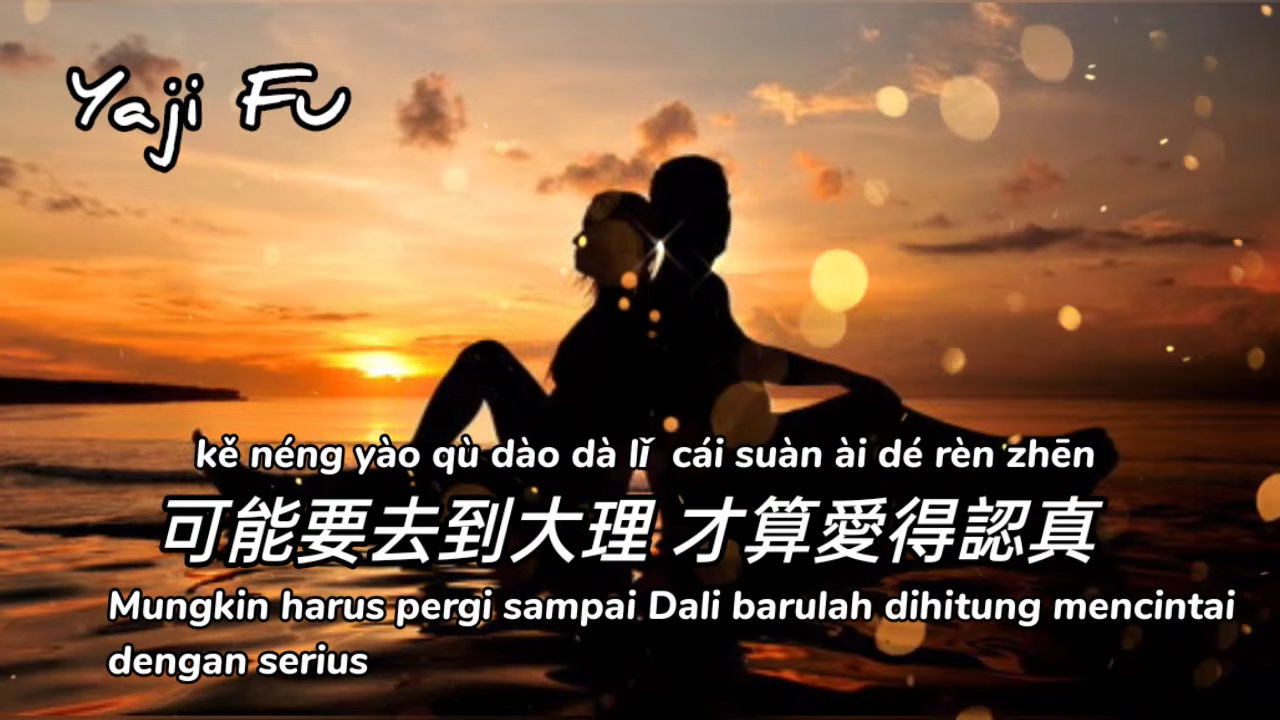 Yaji Fu
kě néng yào qù dào dà lǐ cái suàn ài dé rèn zhēn
可能要去到大理 才算愛得認真
Mungkin harus pergi sampai Dali barulah dihitung mencintai
dengan serius